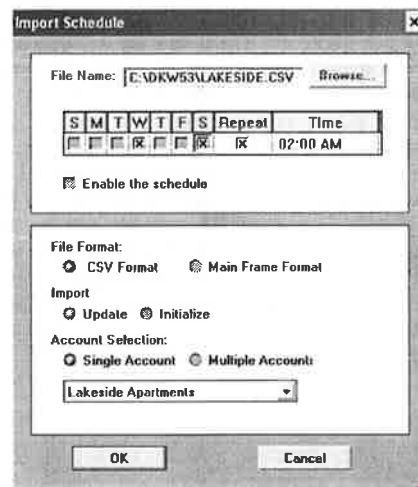 Import Schedule
File Name: C:\DKW53\LAKESIDE.CSV Browse...
S M T W T F S Repeat Time
02:00 AM
Enable the schedule
File Format:
CSV Format Main Frame Format
Import
Update Initialize
Account Selection:
Single Account Multiple Accounts
Lakeside Apartments
OK Cancel